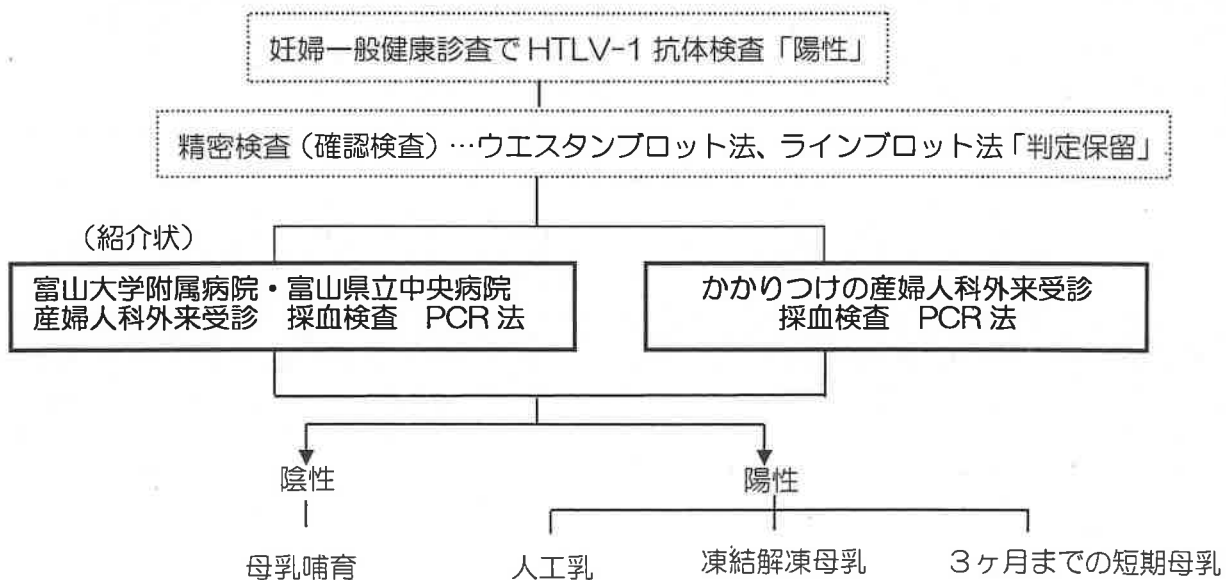 妊婦一般健康診査でHTLV-1 抗体検査「陽性」
精密検査（確認検査）…ウエスタンブロット法、ラインブロット法「判定保留」
（紹介状）
富山大学附属病院・富山県立中央病院
産婦人科外来受診　採血検査　PCR 法
かかりつけの産婦人科外来受診
採血検査　PCR 法
陰性
陽性
母乳哺育
人工乳
凍結解凍母乳
３ヶ月までの短期母乳